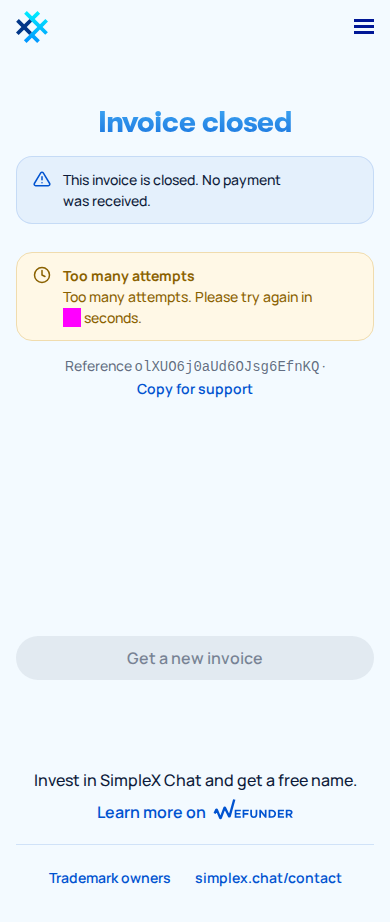 Invoice closed
This invoice is closed. No payment
was received.
Too many attempts
Too many attempts. Please try again in
seconds.
Reference olXUO6j0aUd6OJsg6EfnKQ ·
Copy for support
Get a new invoice
Invest in SimpleX Chat and get a free name.
Learn more on WEFUNDER
Trademark owners simplex.chat/contact